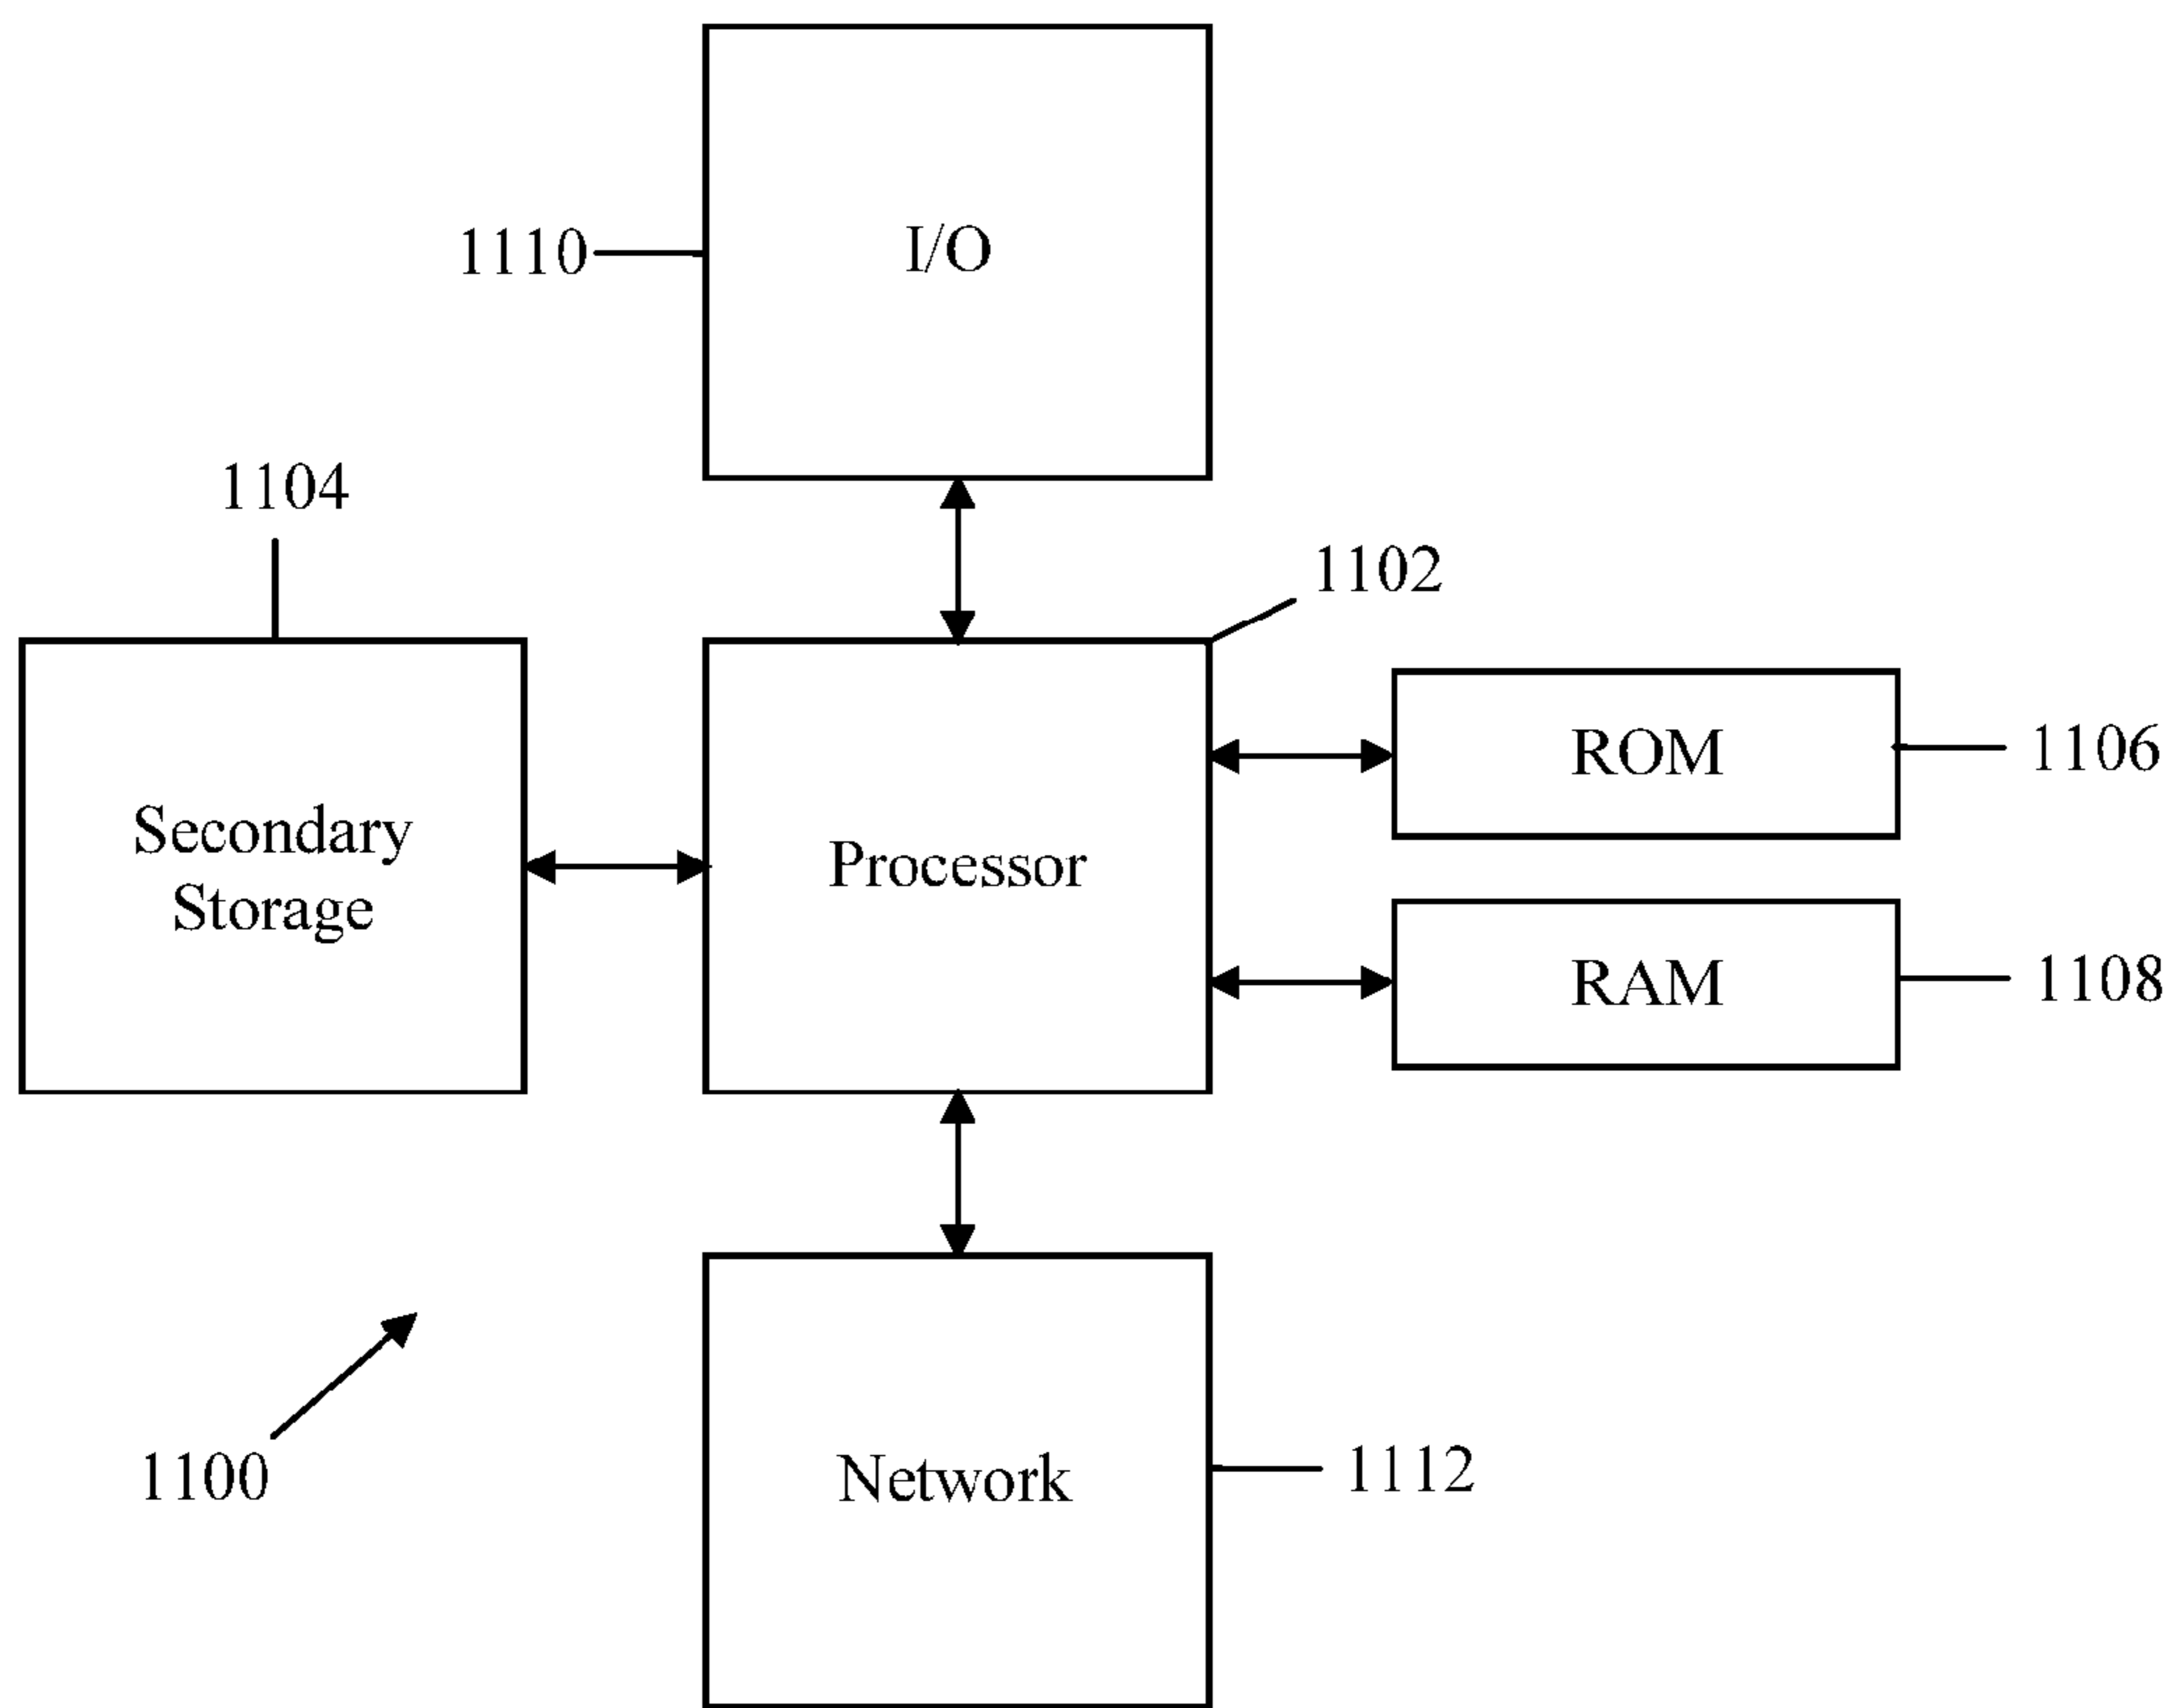 1110
I/O
1104
1102
ROM
1106
Secondary
Storage
Processor
RAM
1108
1100
Network
1112